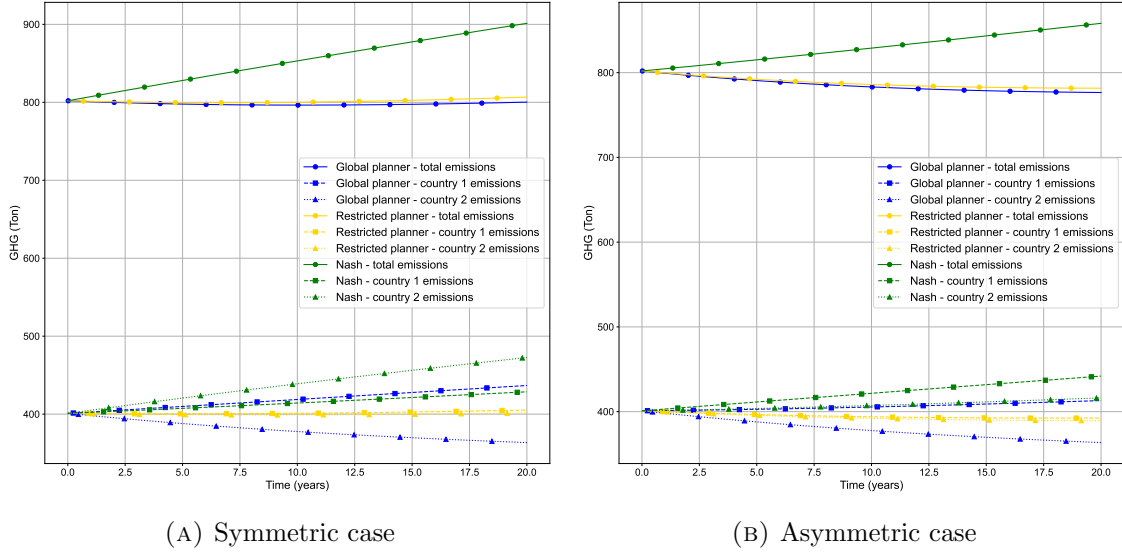 900
800
700
600
500
400
GHG (Ton)
0.0 2.5 5.0 7.5 10.0 12.5 15.0 17.5 20.0
Time (years)
Global planner - total emissions
Global planner - country 1 emissions
Global planner - country 2 emissions
Restricted planner - total emissions
Restricted planner - country 1 emissions
Restricted planner - country 2 emissions
Nash - total emissions
Nash - country 1 emissions
Nash - country 2 emissions
(A) Symmetric case
800
700
600
500
400
GHG (Ton)
0.0 2.5 5.0 7.5 10.0 12.5 15.0 17.5 20.0
Time (years)
Global planner - total emissions
Global planner - country 1 emissions
Global planner - country 2 emissions
Restricted planner - total emissions
Restricted planner - country 1 emissions
Restricted planner - country 2 emissions
Nash - total emissions
Nash - country 1 emissions
Nash - country 2 emissions
(B) Asymmetric case